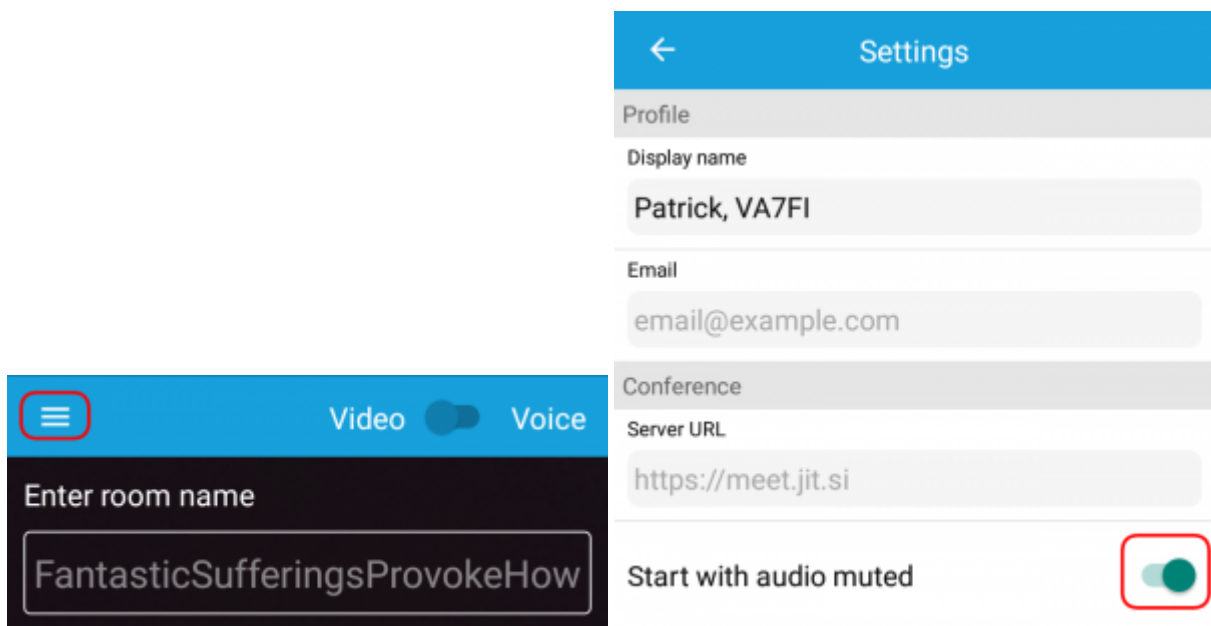 Video Voice
Enter room name
FantasticSufferingsProvokeHow
Settings
Profile
Display name
Patrick, VA7FI
Email
email@example.com
Conference
Server URL
https://meet.jit.si
Start with audio muted